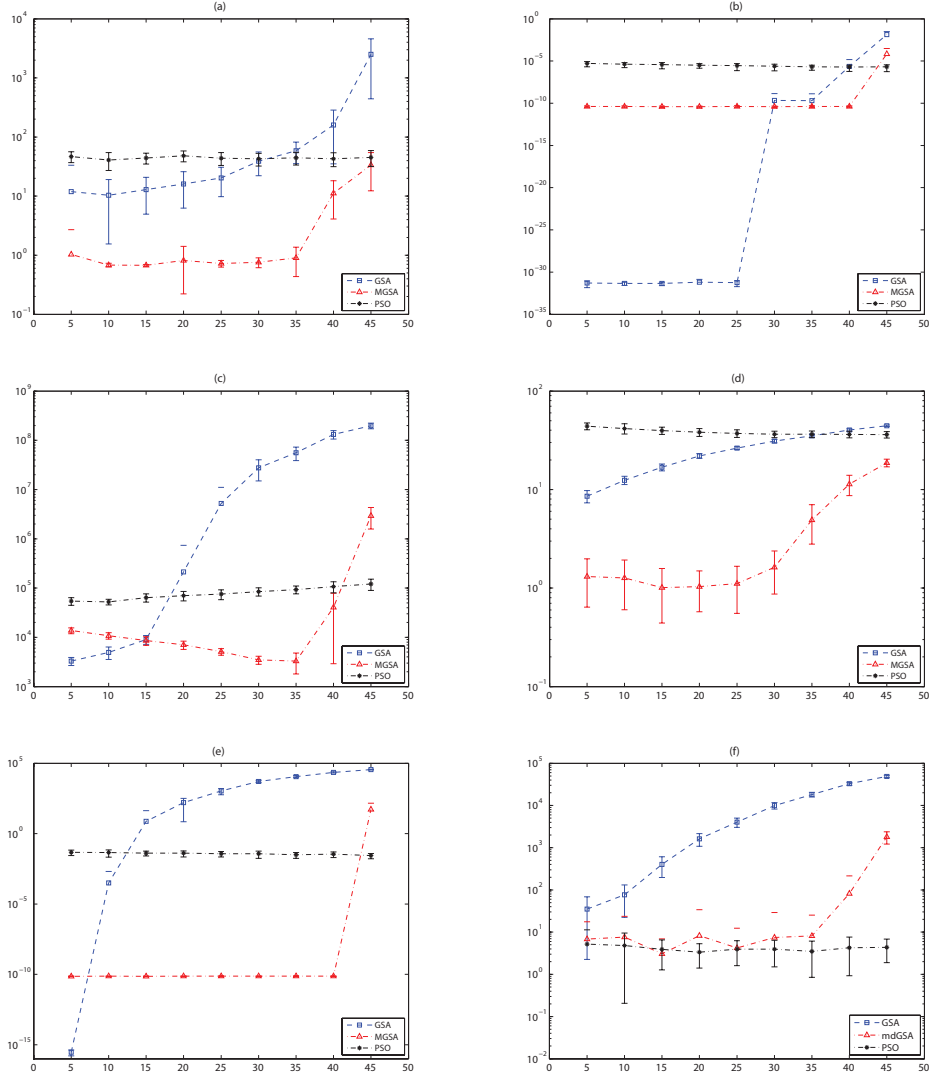 (a)
10^4
10^3
10^2
10^1
10^0
10^−1
0 5 10 15 20 25 30 35 40 45 50
GSA
MGSA
PSO
(b)
10^0
10^−5
10^−10
10^−15
10^−20
10^−25
10^−30
10^−35
0 5 10 15 20 25 30 35 40 45 50
GSA
MGSA
PSO
(c)
10^9
10^8
10^7
10^6
10^5
10^4
10^3
0 5 10 15 20 25 30 35 40 45 50
GSA
MGSA
PSO
(d)
10^2
10^1
10^0
10^−1
0 5 10 15 20 25 30 35 40 45 50
GSA
MGSA
PSO
(e)
10^5
10^0
10^−5
10^−10
10^−15
0 5 10 15 20 25 30 35 40 45 50
GSA
MGSA
PSO
(f)
10^5
10^4
10^3
10^2
10^1
10^0
10^−1
10^−2
0 5 10 15 20 25 30 35 40 45 50
GSA
mdGSA
PSO